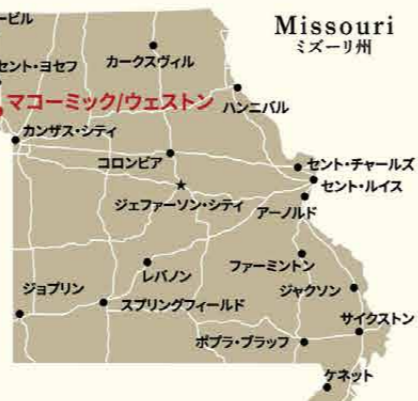 ービル
Missouri
ミズーリ州
セント・ヨセフ
カークスヴィル
マコーミック/ウェストン
ハンニバル
カンザス・シティ
コロンビア
セント・チャールズ
セント・ルイス
ジェファーソン・シティ
アーノルド
ファーミントン
レバノン
ジャクソン
ジョプリン
スプリングフィールド
サイクストン
ポプラ・ブラッフ
ケネット